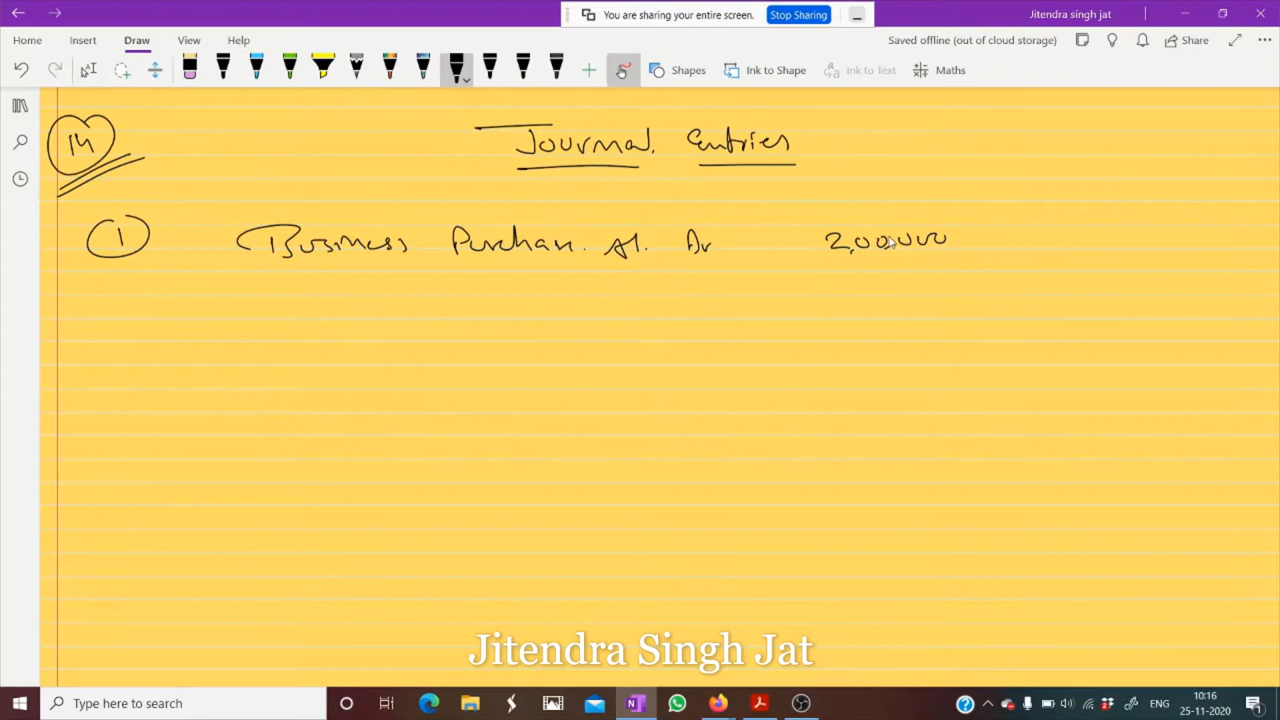 You are sharing your entire screen. Stop Sharing
Jitendra singh jat
Home Insert Draw View Help
Saved offline (out of cloud storage)
Share
Shapes Ink to Shape Ink to Text Maths
14
Journal Entries
1 Business Purchase A/. Dr 2,00,000
Jitendra Singh Jat
Type here to search
ENG
10:16
25-11-2020